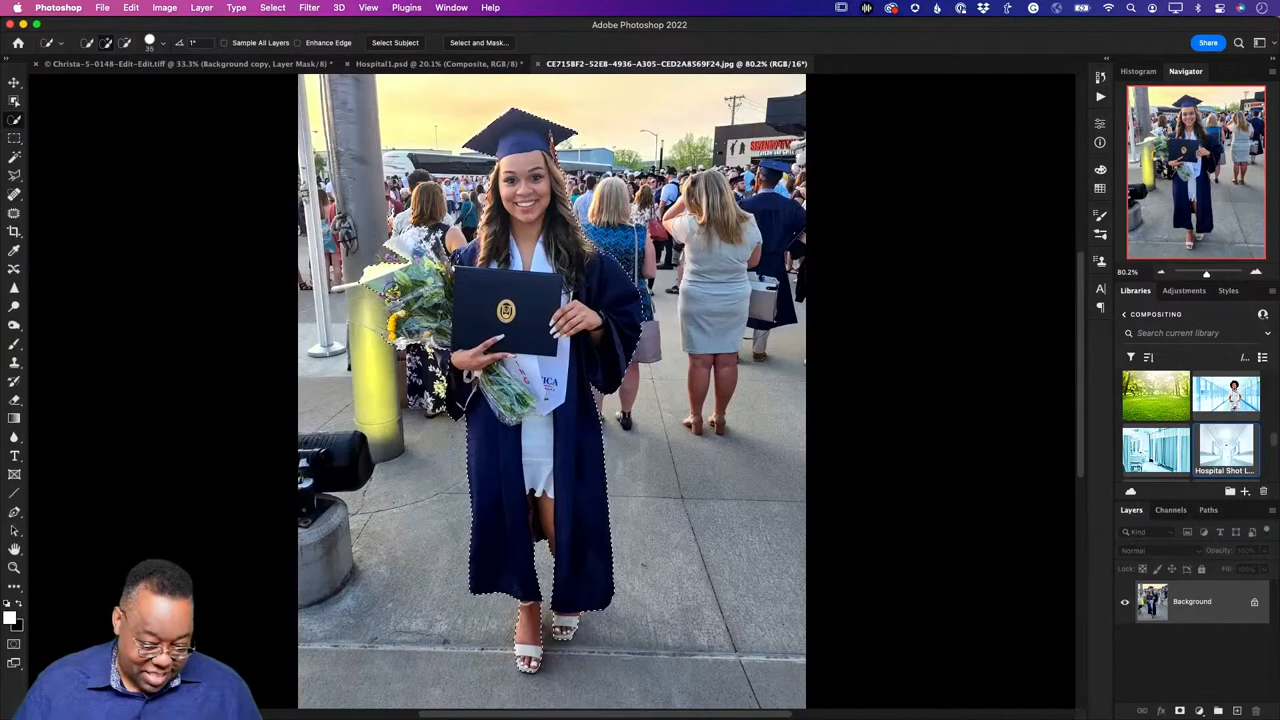 Photoshop File Edit Image Layer Type Select Filter 3D View Plugins Window Help
Adobe Photoshop 2022
35
1°
Sample All Layers
Enhance Edge
Select Subject
Select and Mask...
Share
© Christa-5-0148-Edit-Edit.tiff @ 33.3% (Background copy, Layer Mask/8) *
Hospital1.psd @ 20.1% (Composite, RGB/8) *
CE715BF2-52EB-4936-A305-CED2A8569F24.jpg @ 80.2% (RGB/16*)
Histogram
Navigator
80.2%
Libraries
Adjustments
Styles
COMPOSITING
Search current library
Hospital Shot L...
Layers
Channels
Paths
Kind
Normal
Opacity: 100%
Lock:
Fill: 100%
Background